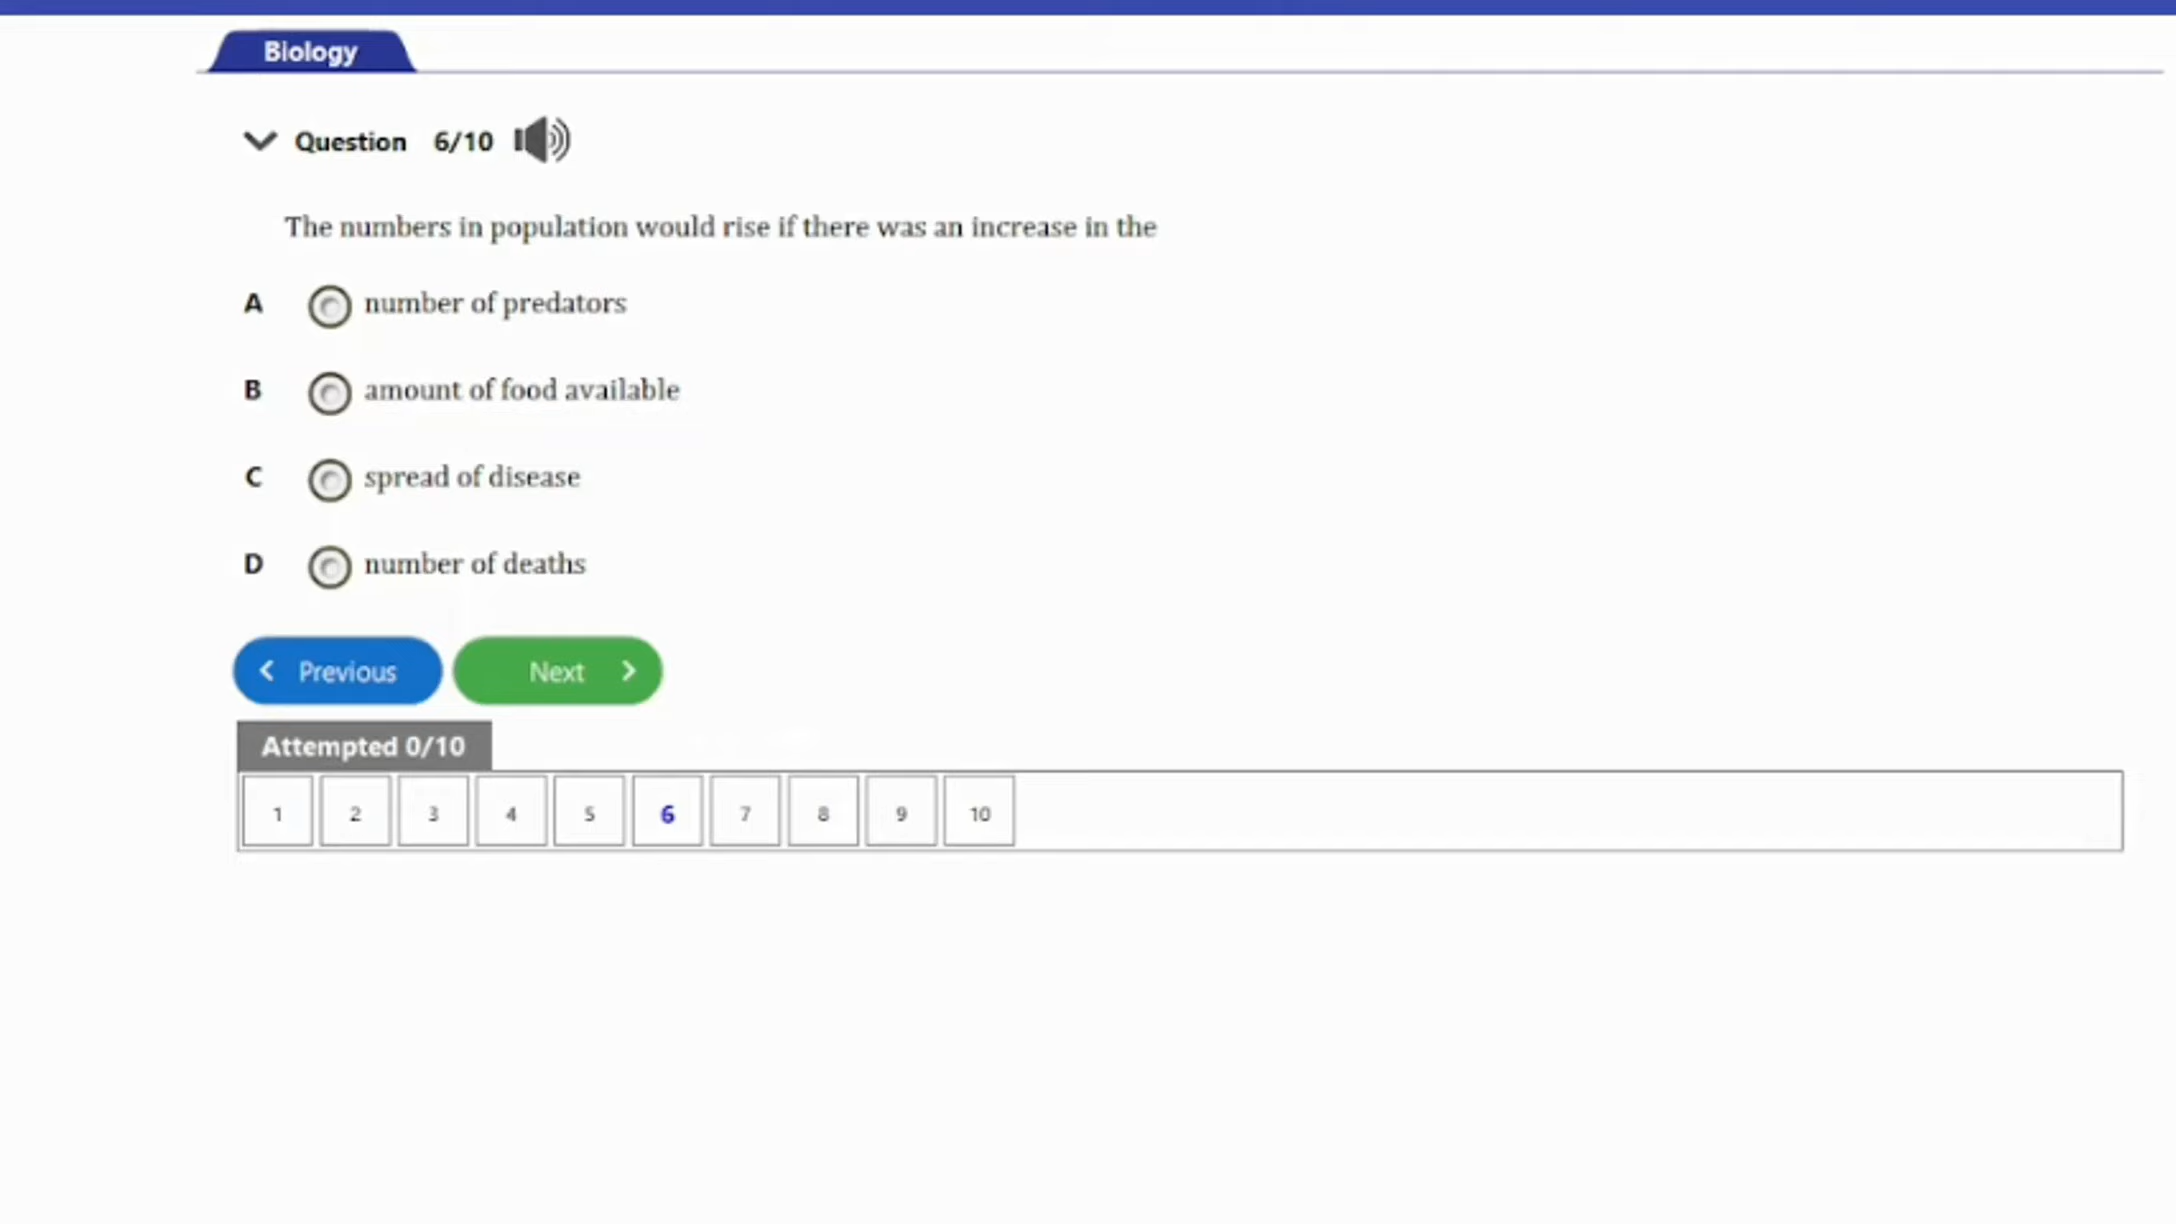 Biology
Question 6/10
The numbers in population would rise if there was an increase in the
A number of predators
B amount of food available
C spread of disease
D number of deaths
Previous Next
Attempted 0/10
1 2 3 4 5 6 7 8 9 10